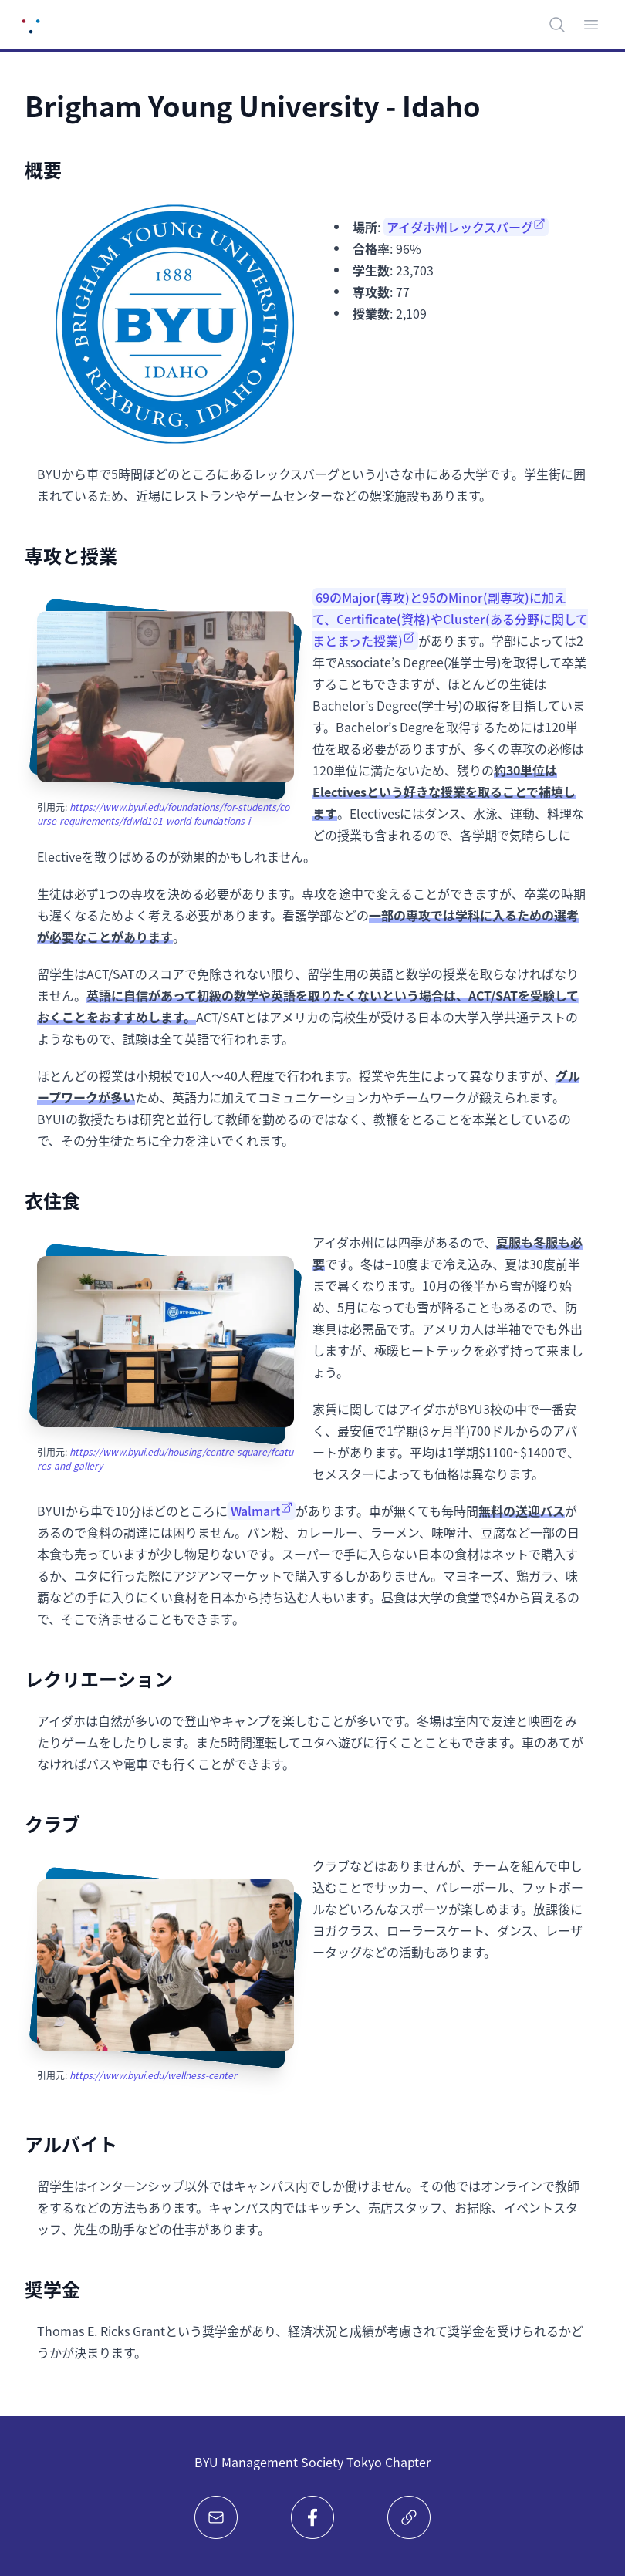 Brigham Young University - Idaho
概要
BRIGHAM YOUNG UNIVERSITY
1888
BYU
IDAHO
REXBURG, IDAHO
場所: アイダホ州レックスバーグ
合格率: 96%
学生数: 23,703
専攻数: 77
授業数: 2,109
BYUから車で5時間ほどのところにあるレックスバーグという小さな市にある大学です。学生街に囲
まれているため、近場にレストランやゲームセンターなどの娯楽施設もあります。
専攻と授業
69のMajor(専攻)と95のMinor(副専攻)に加え
て、Certificate(資格)やCluster(ある分野に関して
まとまった授業)があります。学部によっては2
年でAssociate’s Degree(准学士号)を取得して卒業
することもできますが、ほとんどの生徒は
Bachelor’s Degree(学士号)の取得を目指していま
す。Bachelor’s Degreを取得するためには120単
位を取る必要がありますが、多くの専攻の必修は
120単位に満たないため、残りの約30単位は
Electivesという好きな授業を取ることで補填し
ます。Electivesにはダンス、水泳、運動、料理な
どの授業も含まれるので、各学期で気晴らしに
Electiveを散りばめるのが効果的かもしれません。
引用元: https://www.byui.edu/foundations/for-students/co
urse-requirements/fdwld101-world-foundations-i
生徒は必ず1つの専攻を決める必要があります。専攻を途中で変えることができますが、卒業の時期
も遅くなるためよく考える必要があります。看護学部などの一部の専攻では学科に入るための選考
が必要なことがあります。
留学生はACT/SATのスコアで免除されない限り、留学生用の英語と数学の授業を取らなければなり
ません。英語に自信があって初級の数学や英語を取りたくないという場合は、ACT/SATを受験して
おくことをおすすめします。ACT/SATとはアメリカの高校生が受ける日本の大学入学共通テストの
ようなもので、試験は全て英語で行われます。
ほとんどの授業は小規模で10人〜40人程度で行われます。授業や先生によって異なりますが、グル
ープワークが多いため、英語力に加えてコミュニケーション力やチームワークが鍛えられます。
BYUIの教授たちは研究と並行して教師を勤めるのではなく、教鞭をとることを本業としているの
で、その分生徒たちに全力を注いでくれます。
衣住食
アイダホ州には四季があるので、夏服も冬服も必
要です。冬は−10度まで冷え込み、夏は30度前半
まで暑くなります。10月の後半から雪が降り始
め、5月になっても雪が降ることもあるので、防
寒具は必需品です。アメリカ人は半袖ででも外出
しますが、極暖ヒートテックを必ず持って来まし
ょう。
家賃に関してはアイダホがBYU3校の中で一番安
く、最安値で1学期(3ヶ月半)700ドルからのアパ
ートがあります。平均は1学期$1100~$1400で、
セメスターによっても価格は異なります。
BYU-IDAHO
引用元: https://www.byui.edu/housing/centre-square/featu
res-and-gallery
BYUIから車で10分ほどのところにWalmartがあります。車が無くても毎時間無料の送迎バスが
あるので食料の調達には困りません。パン粉、カレールー、ラーメン、味噌汁、豆腐など一部の日
本食も売っていますが少し物足りないです。スーパーで手に入らない日本の食材はネットで購入す
るか、ユタに行った際にアジアンマーケットで購入するしかありません。マヨネーズ、鶏ガラ、味
覇などの手に入りにくい食材を日本から持ち込む人もいます。昼食は大学の食堂で$4から買えるの
で、そこで済ませることもできます。
レクリエーション
アイダホは自然が多いので登山やキャンプを楽しむことが多いです。冬場は室内で友達と映画をみ
たりゲームをしたりします。また5時間運転してユタへ遊びに行くことこともできます。車のあてが
なければバスや電車でも行くことができます。
クラブ
クラブなどはありませんが、チームを組んで申し
込むことでサッカー、バレーボール、フットボー
ルなどいろんなスポーツが楽しめます。放課後に
ヨガクラス、ローラースケート、ダンス、レーザ
ータッグなどの活動もあります。
引用元: https://www.byui.edu/wellness-center
アルバイト
留学生はインターンシップ以外ではキャンパス内でしか働けません。その他ではオンラインで教師
をするなどの方法もあります。キャンパス内ではキッチン、売店スタッフ、お掃除、イベントスタ
ッフ、先生の助手などの仕事があります。
奨学金
Thomas E. Ricks Grantという奨学金があり、経済状況と成績が考慮されて奨学金を受けられるかど
うかが決まります。
BYU Management Society Tokyo Chapter